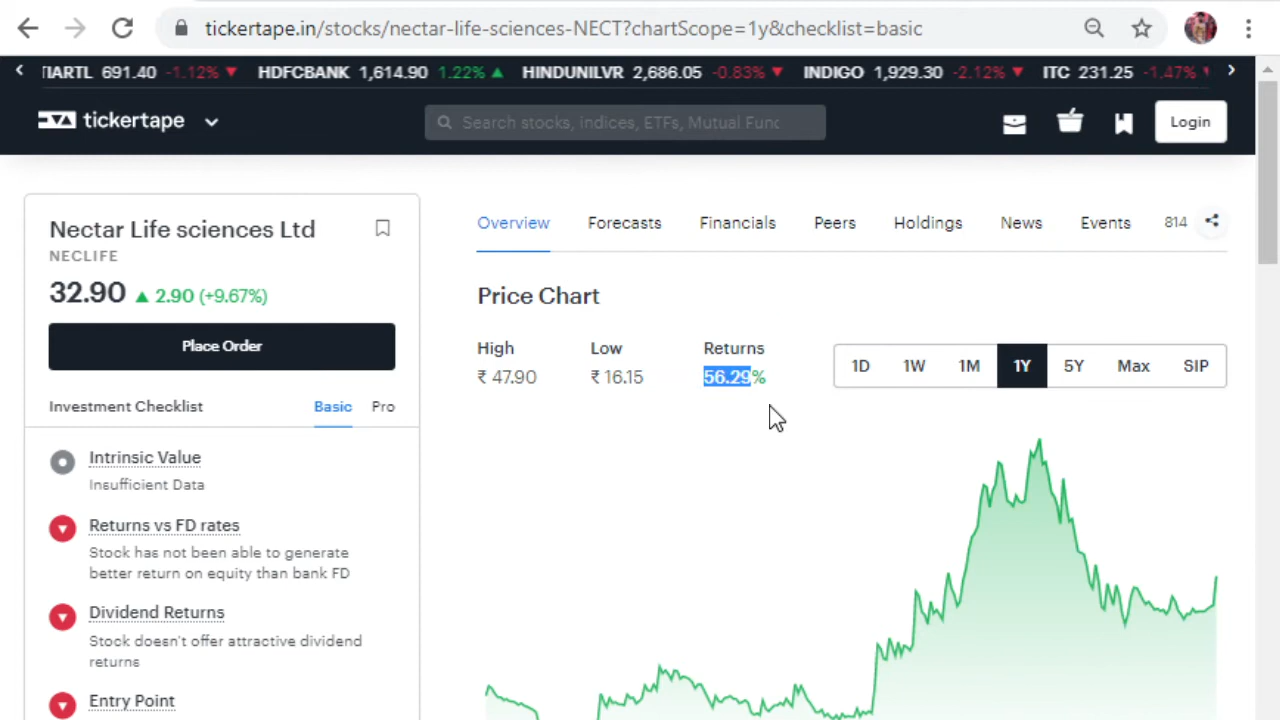 tickertape.in/stocks/nectar-life-sciences-NECT?chartScope=1y&checklist=basic
IARTL 691.40 -1.12% ▼ HDFCBANK 1,614.90 1.22% ▲ HINDUNILVR 2,686.05 -0.83% ▼ INDIGO 1,929.30 -2.12% ▼ ITC 231.25 -1.47%
tickertape
Search stocks, indices, ETFs, Mutual Func
Login
Nectar Life sciences Ltd
NECLIFE
32.90 ▲ 2.90 (+9.67%)
Place Order
Investment Checklist Basic Pro
Intrinsic Value
Insufficient Data
Returns vs FD rates
Stock has not been able to generate
better return on equity than bank FD
Dividend Returns
Stock doesn't offer attractive dividend
returns
Entry Point
Overview Forecasts Financials Peers Holdings News Events 814
Price Chart
High Low Returns
₹ 47.90 ₹ 16.15 56.29%
1D 1W 1M 1Y 5Y Max SIP